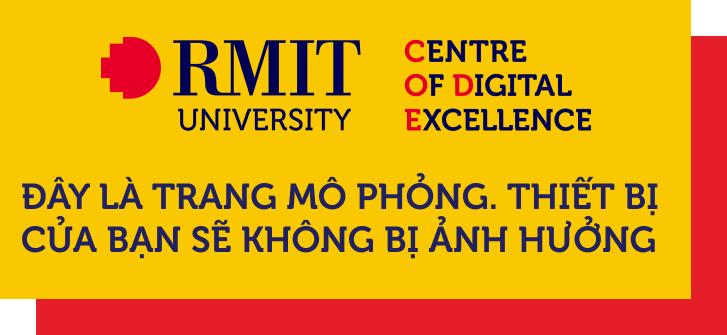 RMIT
UNIVERSITY
CENTRE
OF DIGITAL
EXCELLENCE
ĐÂY LÀ TRANG MÔ PHỎNG. THIẾT BỊ
CỦA BẠN SẼ KHÔNG BỊ ẢNH HƯỞNG